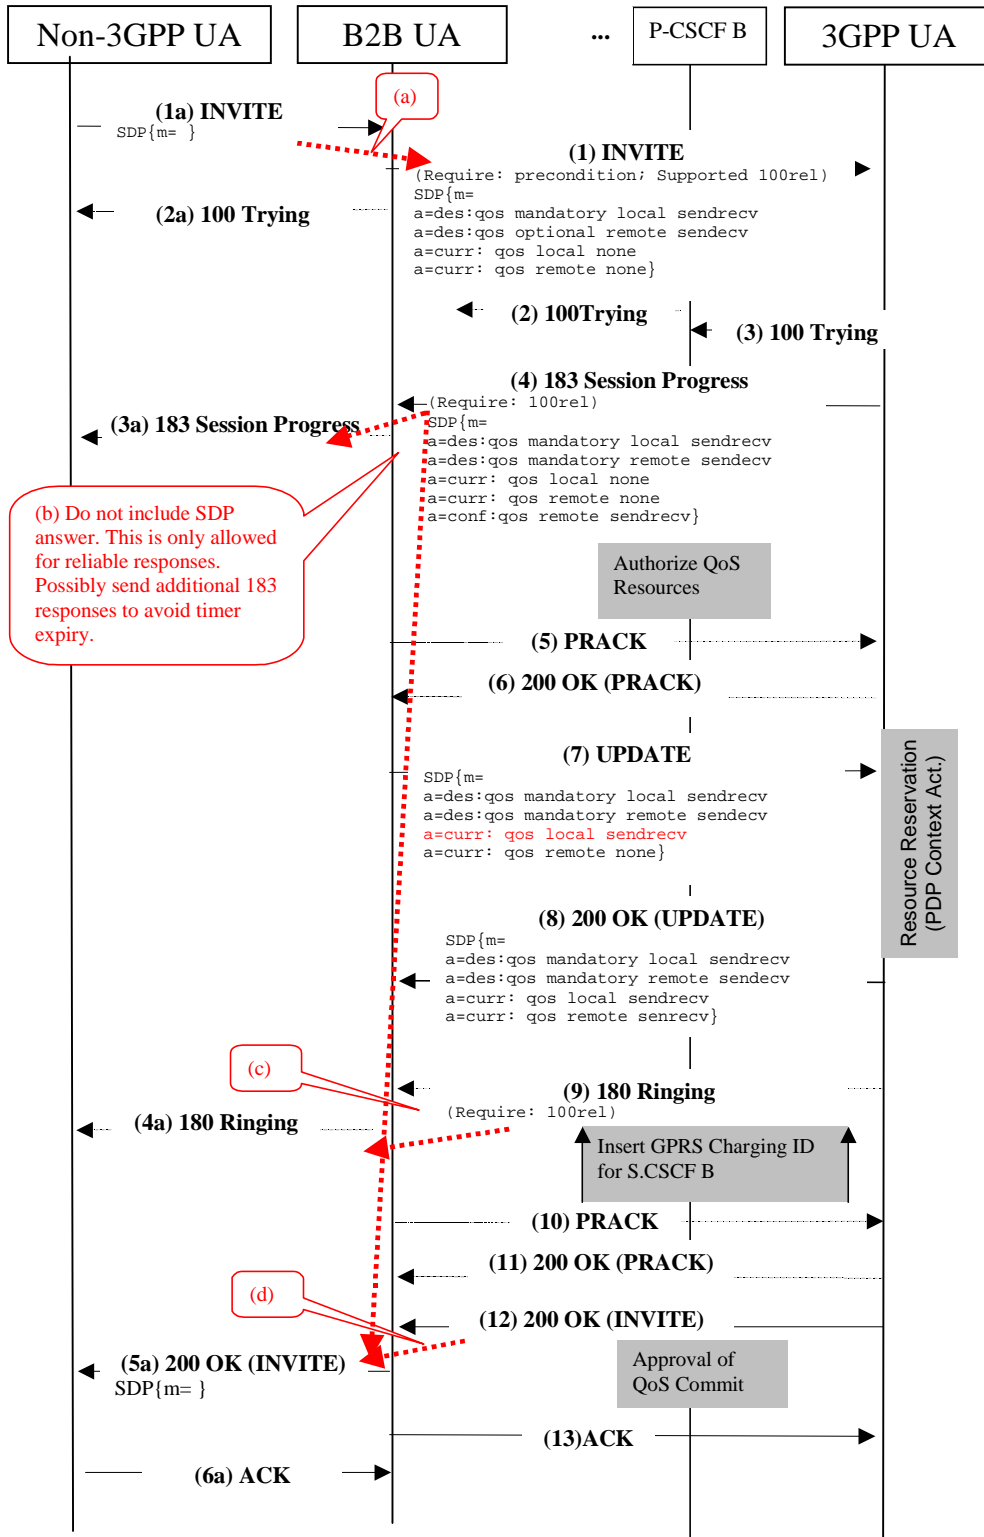 Non-3GPP UA
B2B UA
...
P-CSCF B
3GPP UA
(a)
(1a) INVITE
SDP{m= }
(1) INVITE
(Require: precondition; Supported 100rel)
SDP{m=
a=des:qos mandatory local sendrecv
a=des:qos optional remote sendecv
a=curr: qos local none
a=curr: qos remote none}
(2a) 100 Trying
(2) 100Trying
(3) 100 Trying
(4) 183 Session Progress
(Require: 100rel)
SDP{m=
a=des:qos mandatory local sendrecv
a=des:qos mandatory remote sendecv
a=curr: qos local none
a=curr: qos remote none
a=conf:qos remote sendrecv}
(3a) 183 Session Progress
(b) Do not include SDP
answer. This is only allowed
for reliable responses.
Possibly send additional 183
responses to avoid timer
expiry.
Authorize QoS
Resources
(5) PRACK
(6) 200 OK (PRACK)
(7) UPDATE
SDP{m=
a=des:qos mandatory local sendrecv
a=des:qos mandatory remote sendecv
a=curr: qos local sendrecv
a=curr: qos remote none}
Resource Reservation
(PDP Context Act.)
(8) 200 OK (UPDATE)
SDP{m=
a=des:qos mandatory local sendrecv
a=des:qos mandatory remote sendecv
a=curr: qos local sendrecv
a=curr: qos remote senrecv}
(c)
(9) 180 Ringing
(Require: 100rel)
(4a) 180 Ringing
Insert GPRS Charging ID
for S.CSCF B
(10) PRACK
(11) 200 OK (PRACK)
(d)
(12) 200 OK (INVITE)
(5a) 200 OK (INVITE)
SDP{m= }
Approval of
QoS Commit
(13)ACK
(6a) ACK